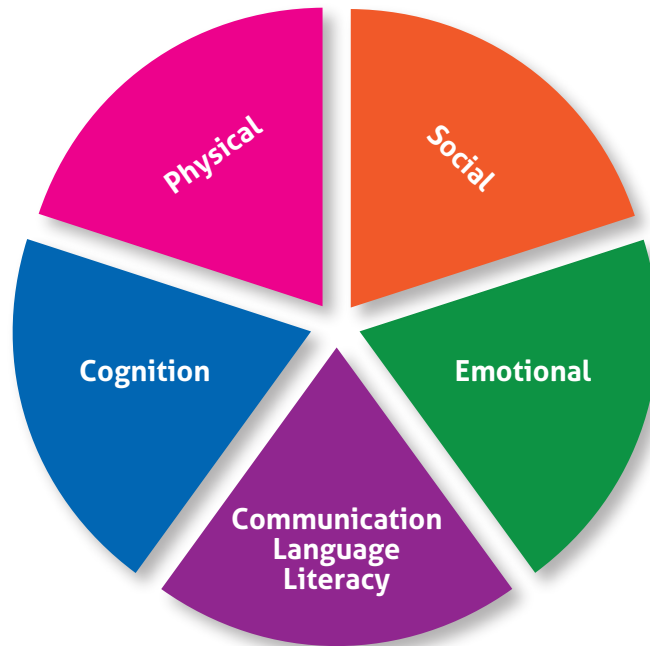 Physical
Social
Cognition
Emotional
Communication
Language
Literacy